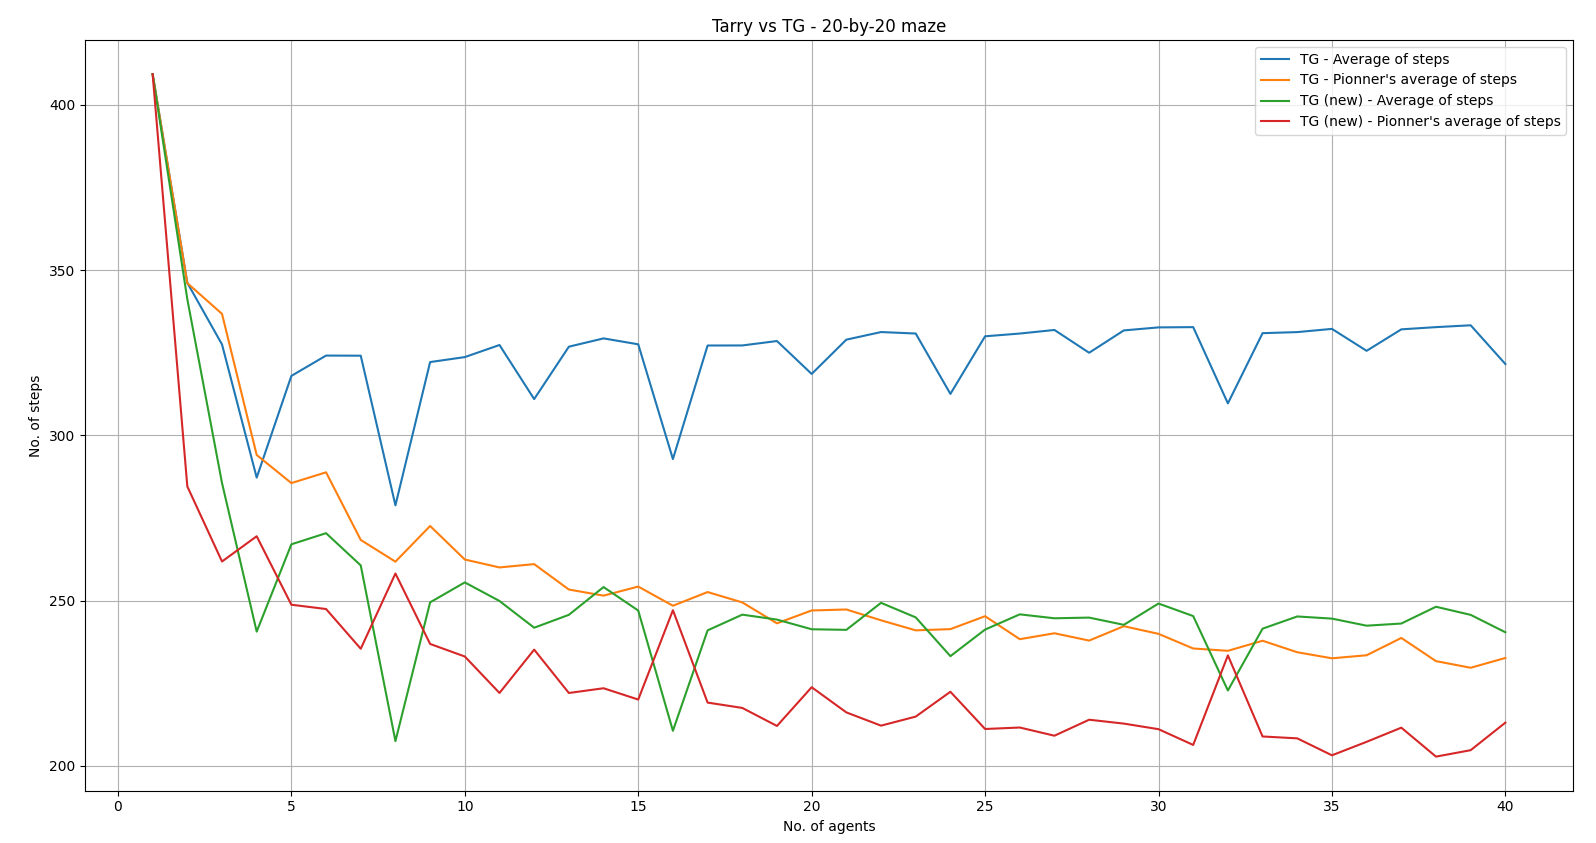 Tarry vs TG - 20-by-20 maze
TG - Average of steps
TG - Pionner's average of steps
TG (new) - Average of steps
TG (new) - Pionner's average of steps
No. of steps
400
350
300
250
200
0 5 10 15 20 25 30 35 40
No. of agents